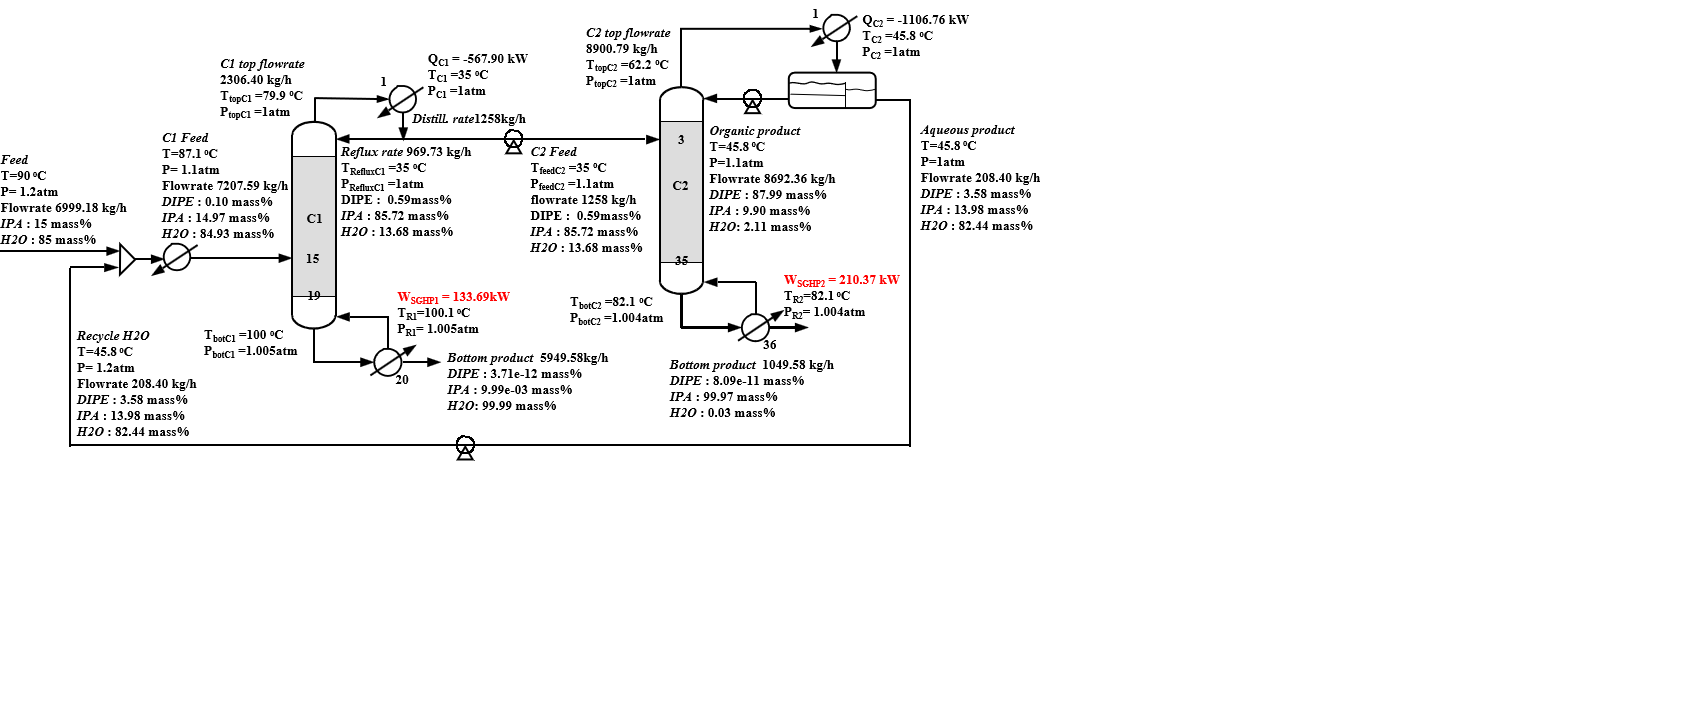 Feed
T=90 ºC
P= 1.2atm
Flowrate 6999.18 kg/h
IPA : 15 mass%
H2O : 85 mass%
C1 Feed
T=87.1 ºC
P= 1.1atm
Flowrate 7207.59 kg/h
DIPE : 0.10 mass%
IPA : 14.97 mass%
H2O : 84.93 mass%
C1 top flowrate
2306.40 kg/h
TtopC1 =79.9 ºC
PtopC1 =1atm
1
QC1 = -567.90 kW
TC1 =35 ºC
PC1 =1atm
Distill. rate1258kg/h
Reflux rate 969.73 kg/h
TRefluxC1 =35 ºC
PRefluxC1 =1atm
DIPE : 0.59mass%
IPA : 85.72 mass%
H2O : 13.68 mass%
C1
15
19
C2 Feed
TfeedC2 =35 ºC
PfeedC2 =1.1atm
flowrate 1258 kg/h
DIPE : 0.59mass%
IPA : 85.72 mass%
H2O : 13.68 mass%
C2 top flowrate
8900.79 kg/h
TtopC2 =62.2 ºC
PtopC2 =1atm
1
QC2 = -1106.76 kW
TC2 =45.8 ºC
PC2 =1atm
3
C2
35
Organic product
T=45.8 ºC
P=1.1atm
Flowrate 8692.36 kg/h
DIPE : 87.99 mass%
IPA : 9.90 mass%
H2O: 2.11 mass%
Aqueous product
T=45.8 ºC
P=1atm
Flowrate 208.40 kg/h
DIPE : 3.58 mass%
IPA : 13.98 mass%
H2O : 82.44 mass%
Recycle H2O
T=45.8 ºC
P= 1.2atm
Flowrate 208.40 kg/h
DIPE : 3.58 mass%
IPA : 13.98 mass%
H2O : 82.44 mass%
TbotC1 =100 ºC
PbotC1 =1.005atm
WSGHP1 = 133.69kW
TR1=100.1 ºC
PR1= 1.005atm
20
Bottom product 5949.58kg/h
DIPE : 3.71e-12 mass%
IPA : 9.99e-03 mass%
H2O: 99.99 mass%
TbotC2 =82.1 ºC
PbotC2 =1.004atm
WSGHP2 = 210.37 kW
TR2=82.1 ºC
PR2= 1.004atm
36
Bottom product 1049.58 kg/h
DIPE : 8.09e-11 mass%
IPA : 99.97 mass%
H2O : 0.03 mass%